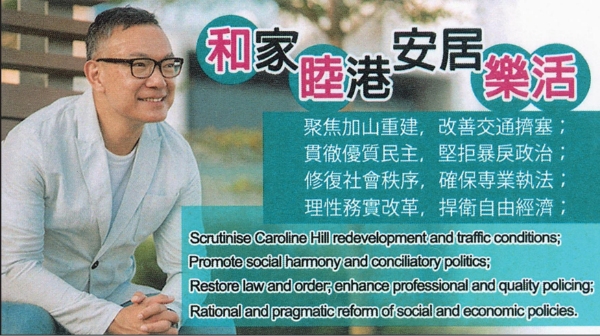 和家睦港安居樂活
聚焦加山重建，改善交通擠塞；
貫徹優質民主，堅拒暴戾政治；
修復社會秩序，確保專業執法；
理性務實改革，捍衛自由經濟；
Scrutinise Caroline Hill redevelopment and traffic conditions;
Promote social harmony and conciliatory politics;
Restore law and order; enhance professional and quality policing;
Rational and pragmatic reform of social and economic policies.